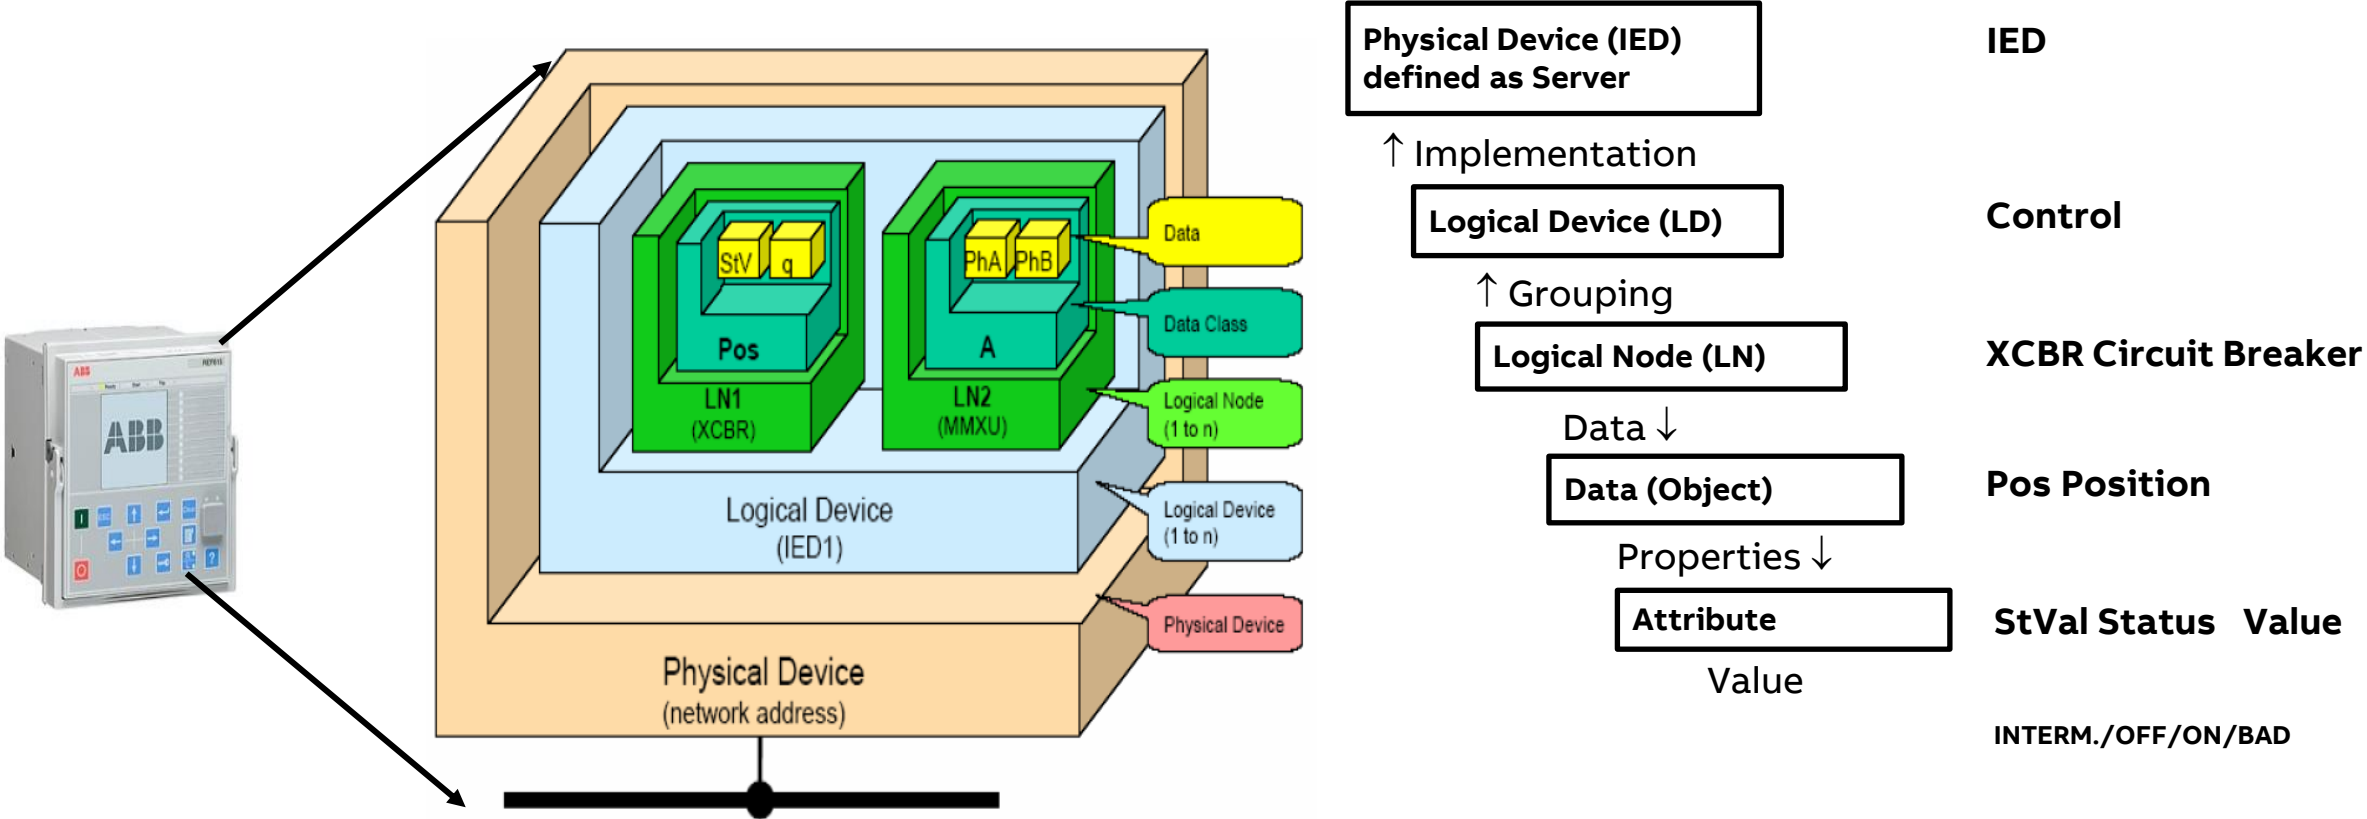 ABB
REF615
ABB
ESC
?
StV
q
Pos
LN1
(XCBR)
PhA
PhB
A
LN2
(MMXU)
Logical Device
(IED1)
Physical Device
(network address)
Data
Data Class
Logical Node
(1 to n)
Logical Device
(1 to n)
Physical Device
Physical Device (IED)
defined as Server
IED
↑ Implementation
Logical Device (LD)
Control
↑ Grouping
Logical Node (LN)
XCBR Circuit Breaker
Data ↓
Data (Object)
Pos Position
Properties ↓
Attribute
StVal Status Value
Value
INTERM./OFF/ON/BAD